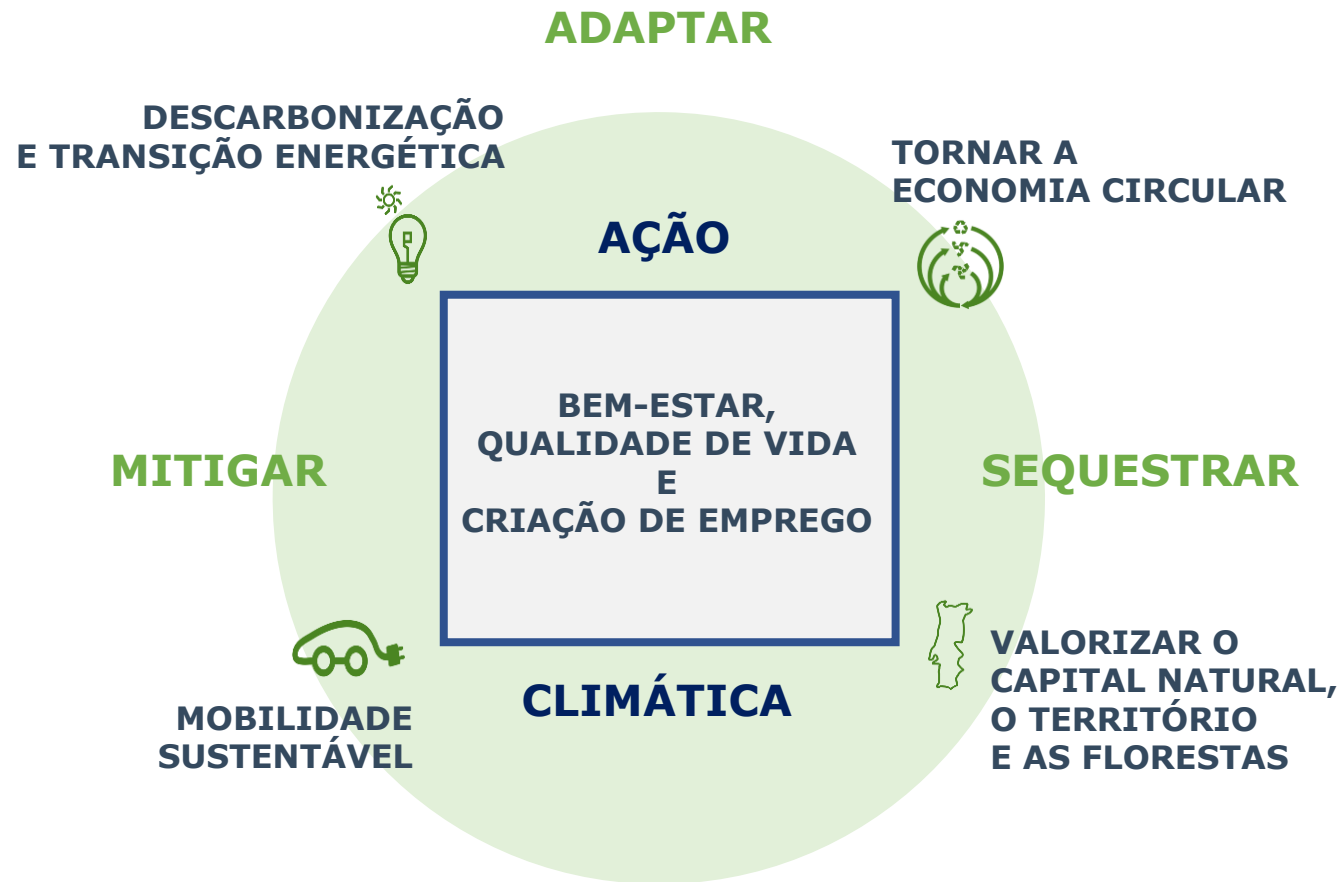 ADAPTAR
DESCARBONIZAÇÃO
E TRANSIÇÃO ENERGÉTICA
TORNAR A
ECONOMIA CIRCULAR
AÇÃO
BEM-ESTAR,
QUALIDADE DE VIDA
E
CRIAÇÃO DE EMPREGO
MITIGAR
SEQUESTRAR
CLIMÁTICA
MOBILIDADE
SUSTENTÁVEL
VALORIZAR O
CAPITAL NATURAL,
O TERRITÓRIO
E AS FLORESTAS